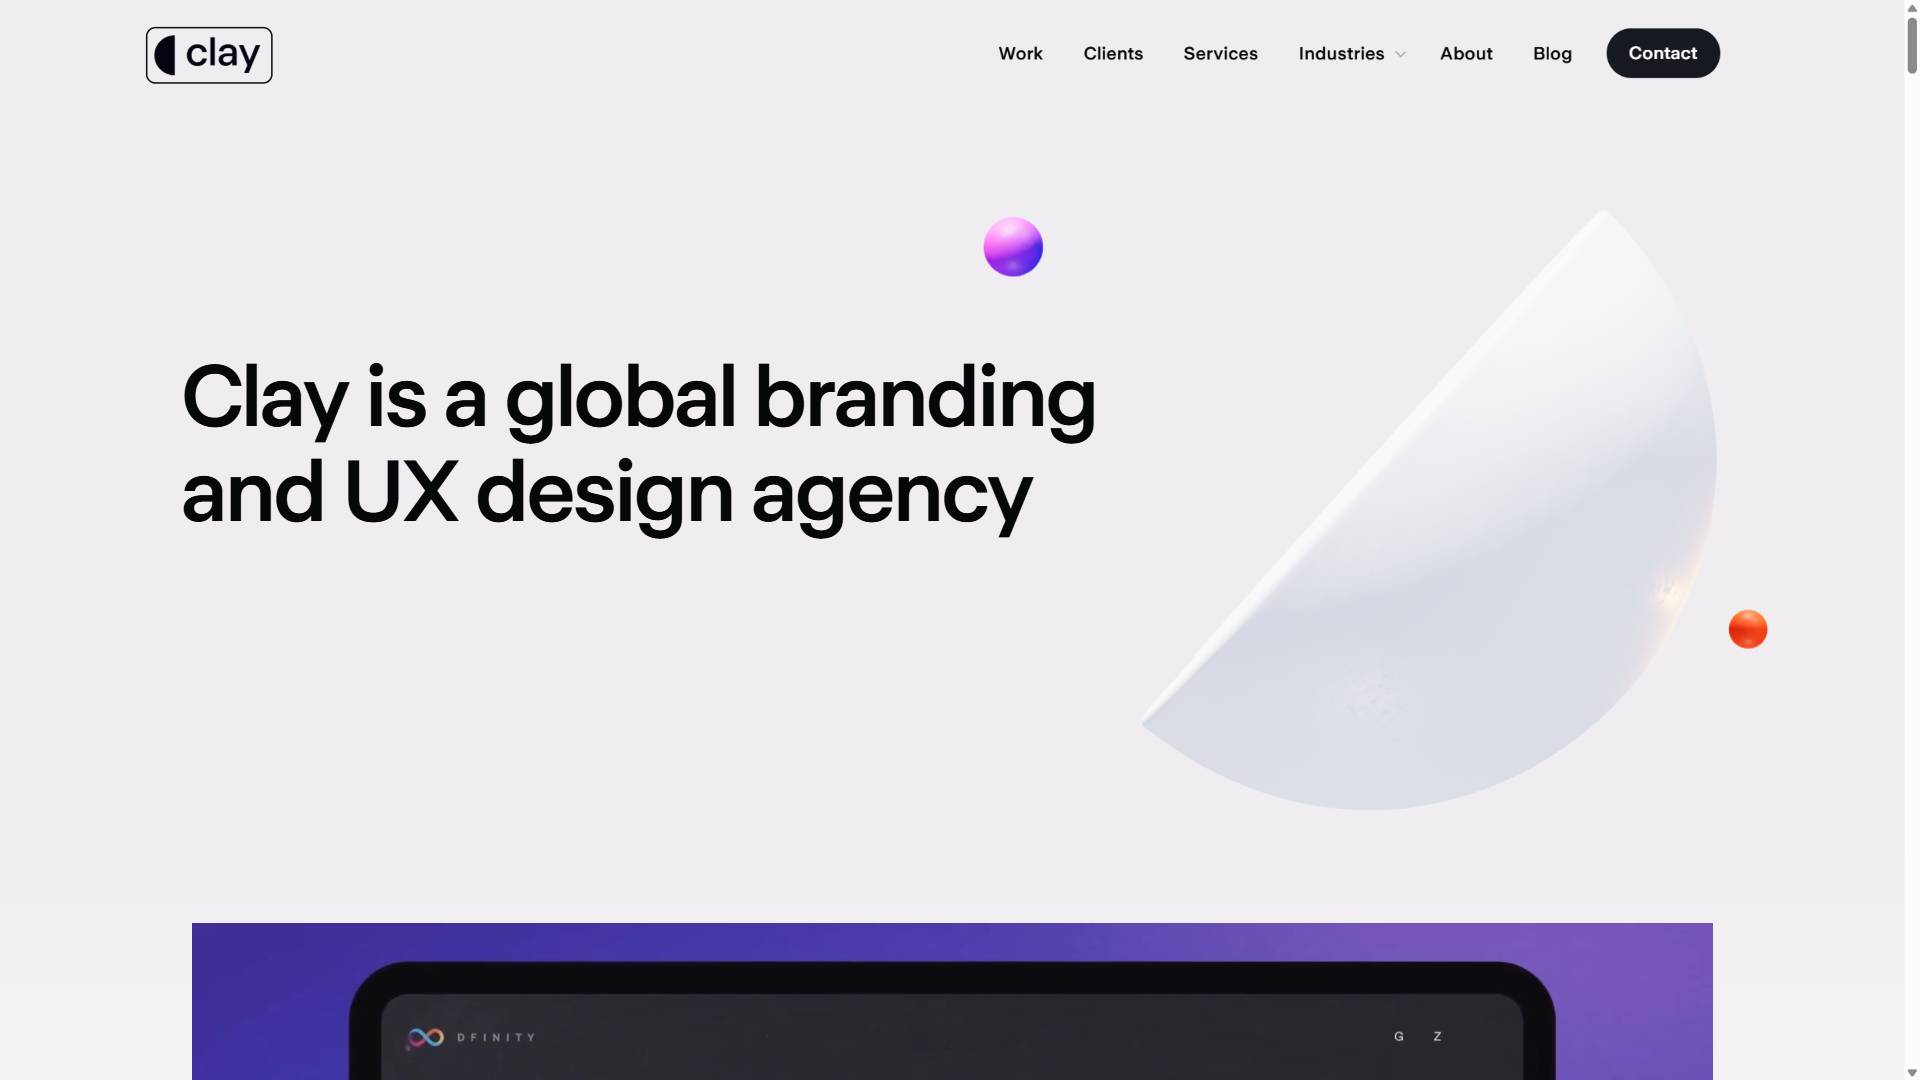 clay
Work
Clients
Services
Industries
About
Blog
Contact
Clay is a global branding
and UX design agency
DFINITY
G Z